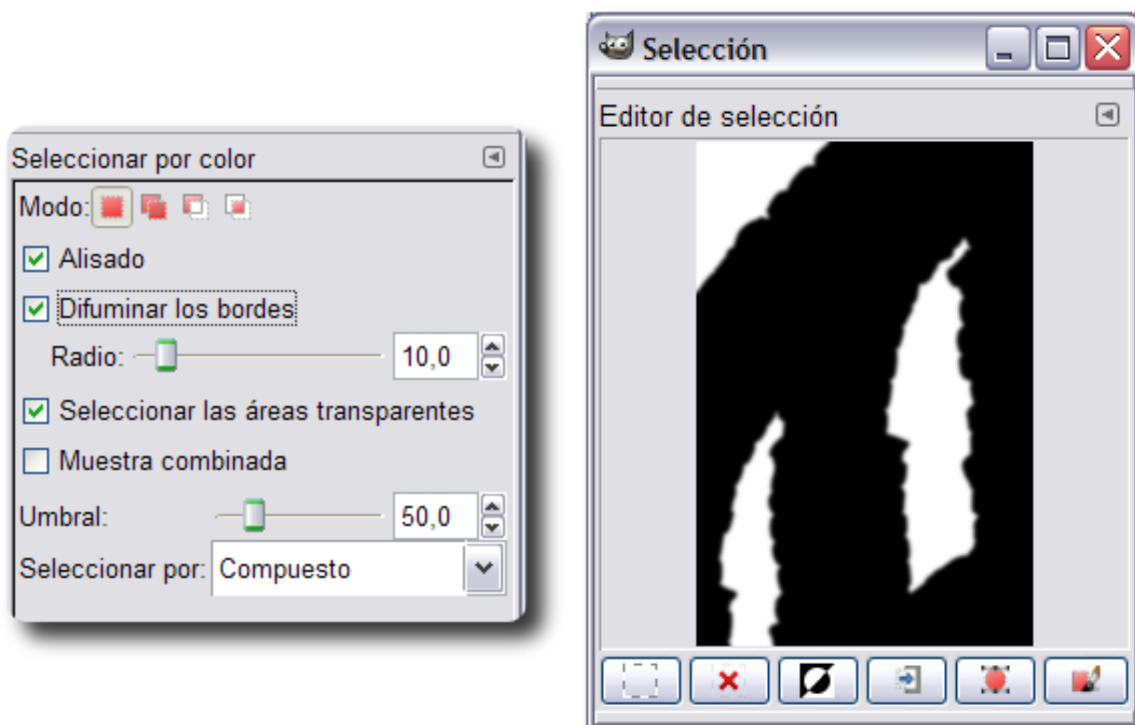 Seleccionar por color
Modo:
Alisado
Difuminar los bordes
Radio: 10,0
Seleccionar las áreas transparentes
Muestra combinada
Umbral: 50,0
Seleccionar por: Compuesto
Selección
Editor de selección